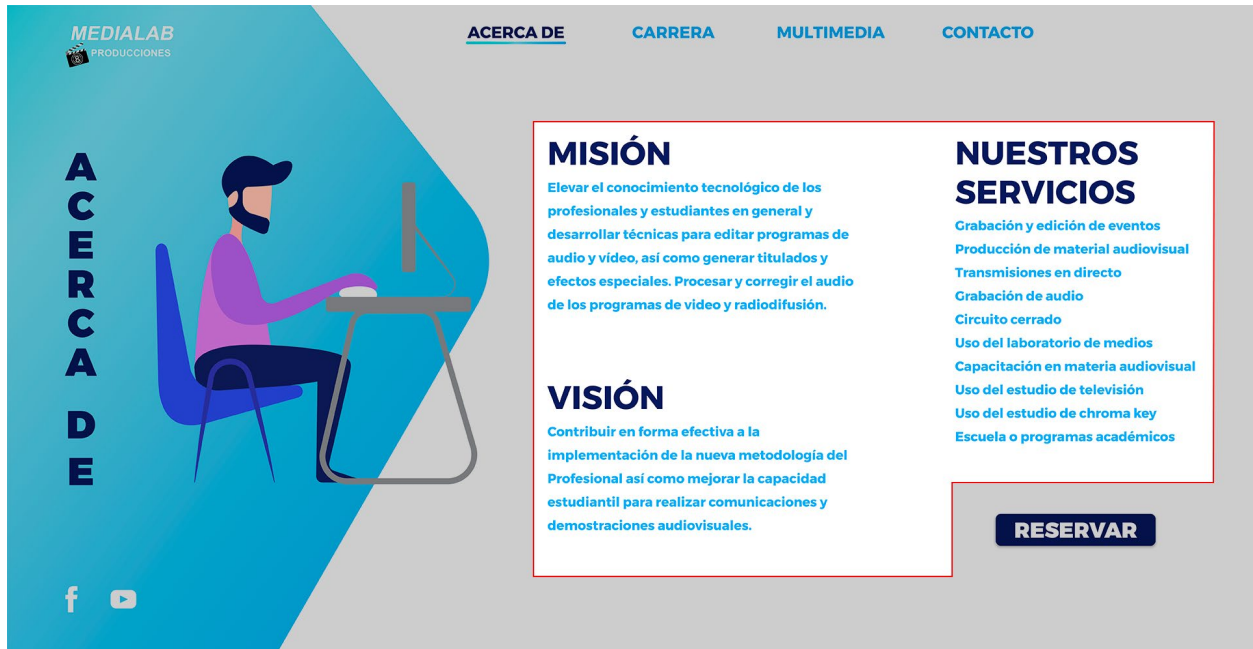 MEDIALAB
PRODUCCIONES
ACERCA DE
CARRERA
MULTIMEDIA
CONTACTO
ACERCA DE
MISIÓN
Elevar el conocimiento tecnológico de los
profesionales y estudiantes en general y
desarrollar técnicas para editar programas de
audio y vídeo, así como generar titulados y
efectos especiales. Procesar y corregir el audio
de los programas de video y radiodifusión.
VISIÓN
Contribuir en forma efectiva a la
implementación de la nueva metodología del
Profesional así como mejorar la capacidad
estudiantil para realizar comunicaciones y
demostraciones audiovisuales.
NUESTROS
SERVICIOS
Grabación y edición de eventos
Producción de material audiovisual
Transmisiones en directo
Grabación de audio
Circuito cerrado
Uso del laboratorio de medios
Capacitación en materia audiovisual
Uso del estudio de televisión
Uso del estudio de chroma key
Escuela o programas académicos
RESERVAR